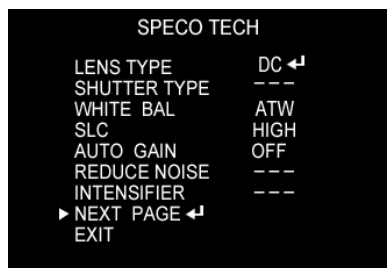 SPECO TECH
LENS TYPE DC ↵
SHUTTER TYPE ---
WHITE BAL ATW
SLC HIGH
AUTO GAIN OFF
REDUCE NOISE ---
INTENSIFIER ---
► NEXT PAGE ↵
EXIT